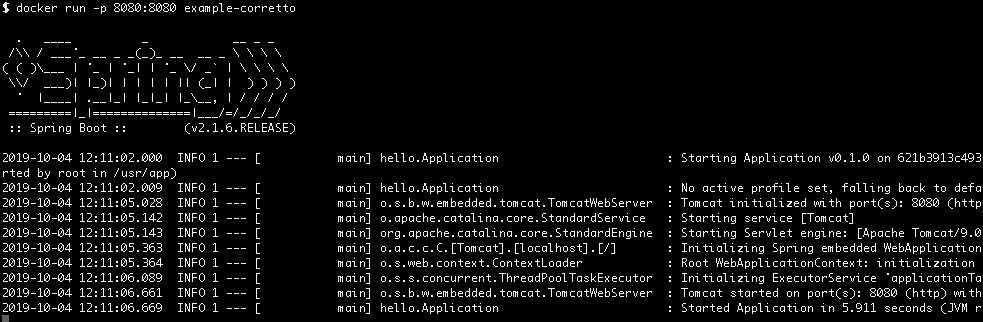 $ docker run -p 8080:8080 example-corretto
  .   ____          _            __ _ _
 /\\ / ___'_ __ _ _(_)_ __  __ _ \ \ \ \
( ( )\___ | '_ | '_| | '_ \/ _` | \ \ \ \
 \\/  ___)| |_)| | | | | || (_| |  ) ) ) )
  '  |____| .__|_| |_|_| |_\__, | / / / /
 =========|_|==============|___/=/_/_/_/
 :: Spring Boot ::        (v2.1.6.RELEASE)
2019-10-04 12:11:02.000  INFO 1 --- [           main] hello.Application                        : Starting Application v0.1.0 on 621b3913c493
rted by root in /usr/app)
2019-10-04 12:11:02.009  INFO 1 --- [           main] hello.Application                        : No active profile set, falling back to defa
2019-10-04 12:11:05.028  INFO 1 --- [           main] o.s.b.w.embedded.tomcat.TomcatWebServer  : Tomcat initialized with port(s): 8080 (http
2019-10-04 12:11:05.142  INFO 1 --- [           main] o.apache.catalina.core.StandardService   : Starting service [Tomcat]
2019-10-04 12:11:05.143  INFO 1 --- [           main] org.apache.catalina.core.StandardEngine  : Starting Servlet engine: [Apache Tomcat/9.0
2019-10-04 12:11:05.363  INFO 1 --- [           main] o.a.c.c.C.[Tomcat].[localhost].[/]       : Initializing Spring embedded WebApplication
2019-10-04 12:11:05.364  INFO 1 --- [           main] o.s.web.context.ContextLoader            : Root WebApplicationContext: initialization
2019-10-04 12:11:06.089  INFO 1 --- [           main] o.s.s.concurrent.ThreadPoolTaskExecutor  : Initializing ExecutorService 'applicationTa
2019-10-04 12:11:06.661  INFO 1 --- [           main] o.s.b.w.embedded.tomcat.TomcatWebServer  : Tomcat started on port(s): 8080 (http) with
2019-10-04 12:11:06.669  INFO 1 --- [           main] hello.Application                        : Started Application in 5.911 seconds (JVM r